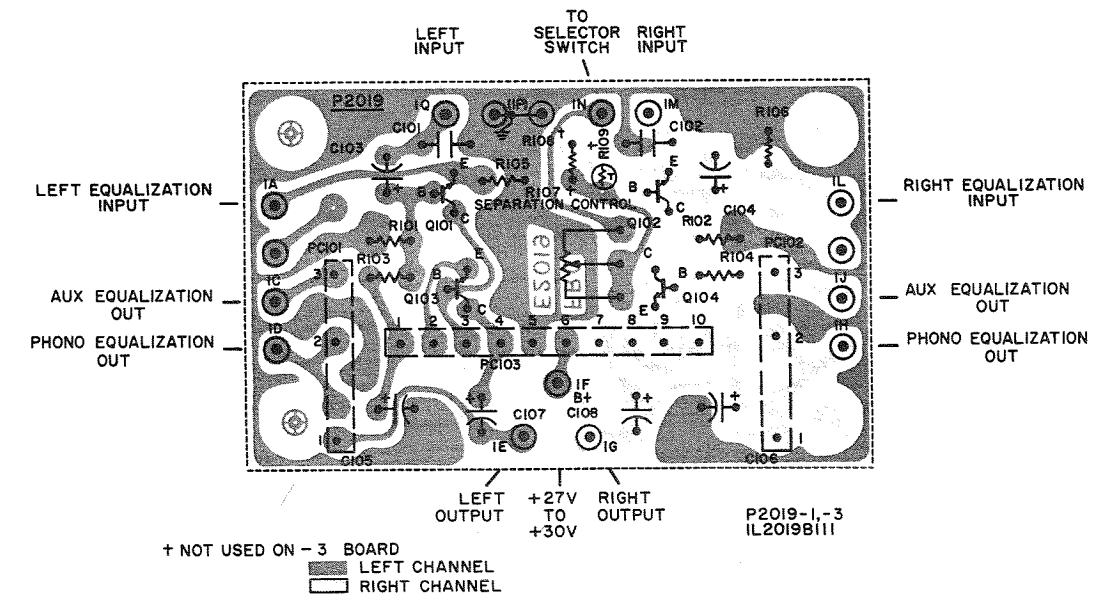 TO
SELECTOR
SWITCH
LEFT
INPUT
RIGHT
INPUT
P2019
1Q
1P
1N
1M
C101
R108
†
+
R109
C102
R106
C103
E
R105
E
LEFT EQUALIZATION
INPUT
1A
+
B
R107
+
B
+
1L
RIGHT EQUALIZATION
INPUT
SEPARATION CONTROL
C
C
R101
Q101
Q102
R102
C104
PC101
R103
E
C
R104
PC102
3
B
B
3
1C
1J
AUX EQUALIZATION
OUT
E2019
AUX EQUALIZATION
OUT
Q103
C
E
Q104
1D
1H
PHONO EQUALIZATION
OUT
2
1
2
3
4
5
6
7
8
9
10
2
PHONO EQUALIZATION
OUT
PC103
1F
B+
+
+
C107
C108
+
+
1
1E
1G
1
C105
C106
LEFT
OUTPUT
+27V
TO
+30V
RIGHT
OUTPUT
P2019-1,-3
1L2019B111
† NOT USED ON -3 BOARD
LEFT CHANNEL
RIGHT CHANNEL